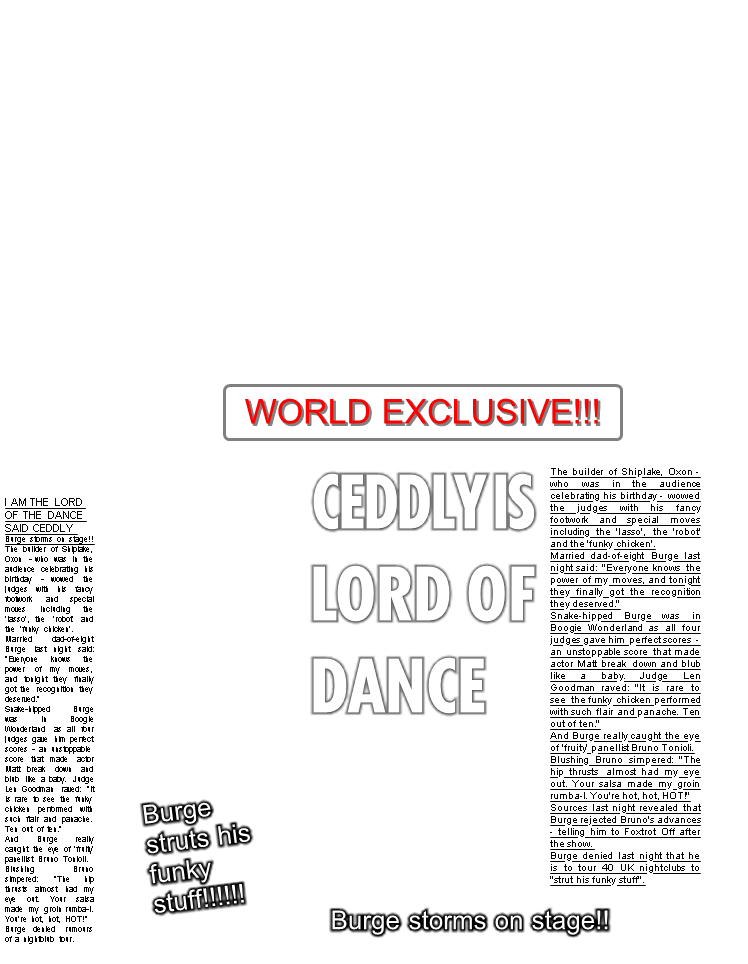 WORLD EXCLUSIVE!!!
I AM THE LORD
OF THE DANCE
SAID CEDDLY
Burge storms on stage!!
The builder of Shiplake,
Oxon - who was in the
audience celebrating his
birthday - wowed the
judges with his fancy
footwork and special
moves including the
'lasso', the 'robot' and
the 'funky chicken'.
Married dad-of-eight
Burge last night said:
"Everyone knows the
power of my moves,
and tonight they finally
got the recognition they
deserved."
Snake-hipped Burge
was in Boogie
Wonderland as all four
judges gave him perfect
scores - an unstoppable
score that made actor
Matt break down and
blub like a baby. Judge
Len Goodman raved: "It
is rare to see the funky
chicken performed with
such flair and panache.
Ten out of ten."
And Burge really
caught the eye of 'fruity'
panellist Bruno Tonioli.
Blushing Bruno
simpered: "The hip
thrusts almost had my
eye out. Your salsa
made my groin rumba-l.
You're hot, hot, HOT!"
Burge denied rumours
of a nightblub tour.
CEDDLY IS
LORD OF
DANCE
The builder of Shiplake, Oxon -
who was in the audience
celebrating his birthday - wowed
the judges with his fancy
footwork and special moves
including the 'lasso', the 'robot'
and the 'funky chicken'.
Married dad-of-eight Burge last
night said: "Everyone knows the
power of my moves, and tonight
they finally got the recognition
they deserved."
Snake-hipped Burge was in
Boogie Wonderland as all four
judges gave him perfect scores -
an unstoppable score that made
actor Matt break down and blub
like a baby. Judge Len
Goodman raved: "It is rare to
see the funky chicken performed
with such flair and panache. Ten
out of ten."
And Burge really caught the eye
of 'fruity' panellist Bruno Tonioli.
Blushing Bruno simpered: "The
hip thrusts almost had my eye
out. Your salsa made my groin
rumba-l. You're hot, hot, HOT!"
Sources last night revealed that
Burge rejected Bruno's advances
- telling him to Foxtrot Off after
the show.
Burge denied last night that he
is to tour 40 UK nightclubs to
"strut his funky stuff".
Burge
struts his
funky
stuff!!!!!!
Burge storms on stage!!